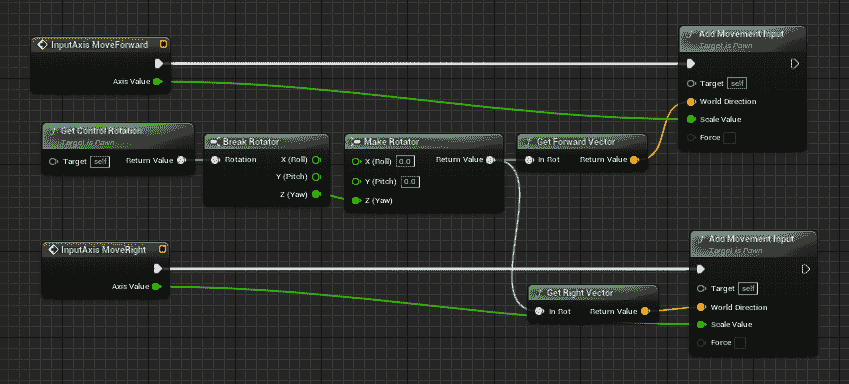 InputAxis MoveForward
Axis Value
Add Movement Input
Target is Pawn
Target self
World Direction
Scale Value
Force
Get Control Rotation
Target is Pawn
Target self Return Value
Break Rotator
Rotation X (Roll)
Y (Pitch)
Z (Yaw)
Make Rotator
X (Roll) 0.0 Return Value
Y (Pitch) 0.0
Z (Yaw)
Get Forward Vector
In Rot Return Value
InputAxis MoveRight
Axis Value
Get Right Vector
In Rot Return Value
Add Movement Input
Target is Pawn
Target self
World Direction
Scale Value
Force